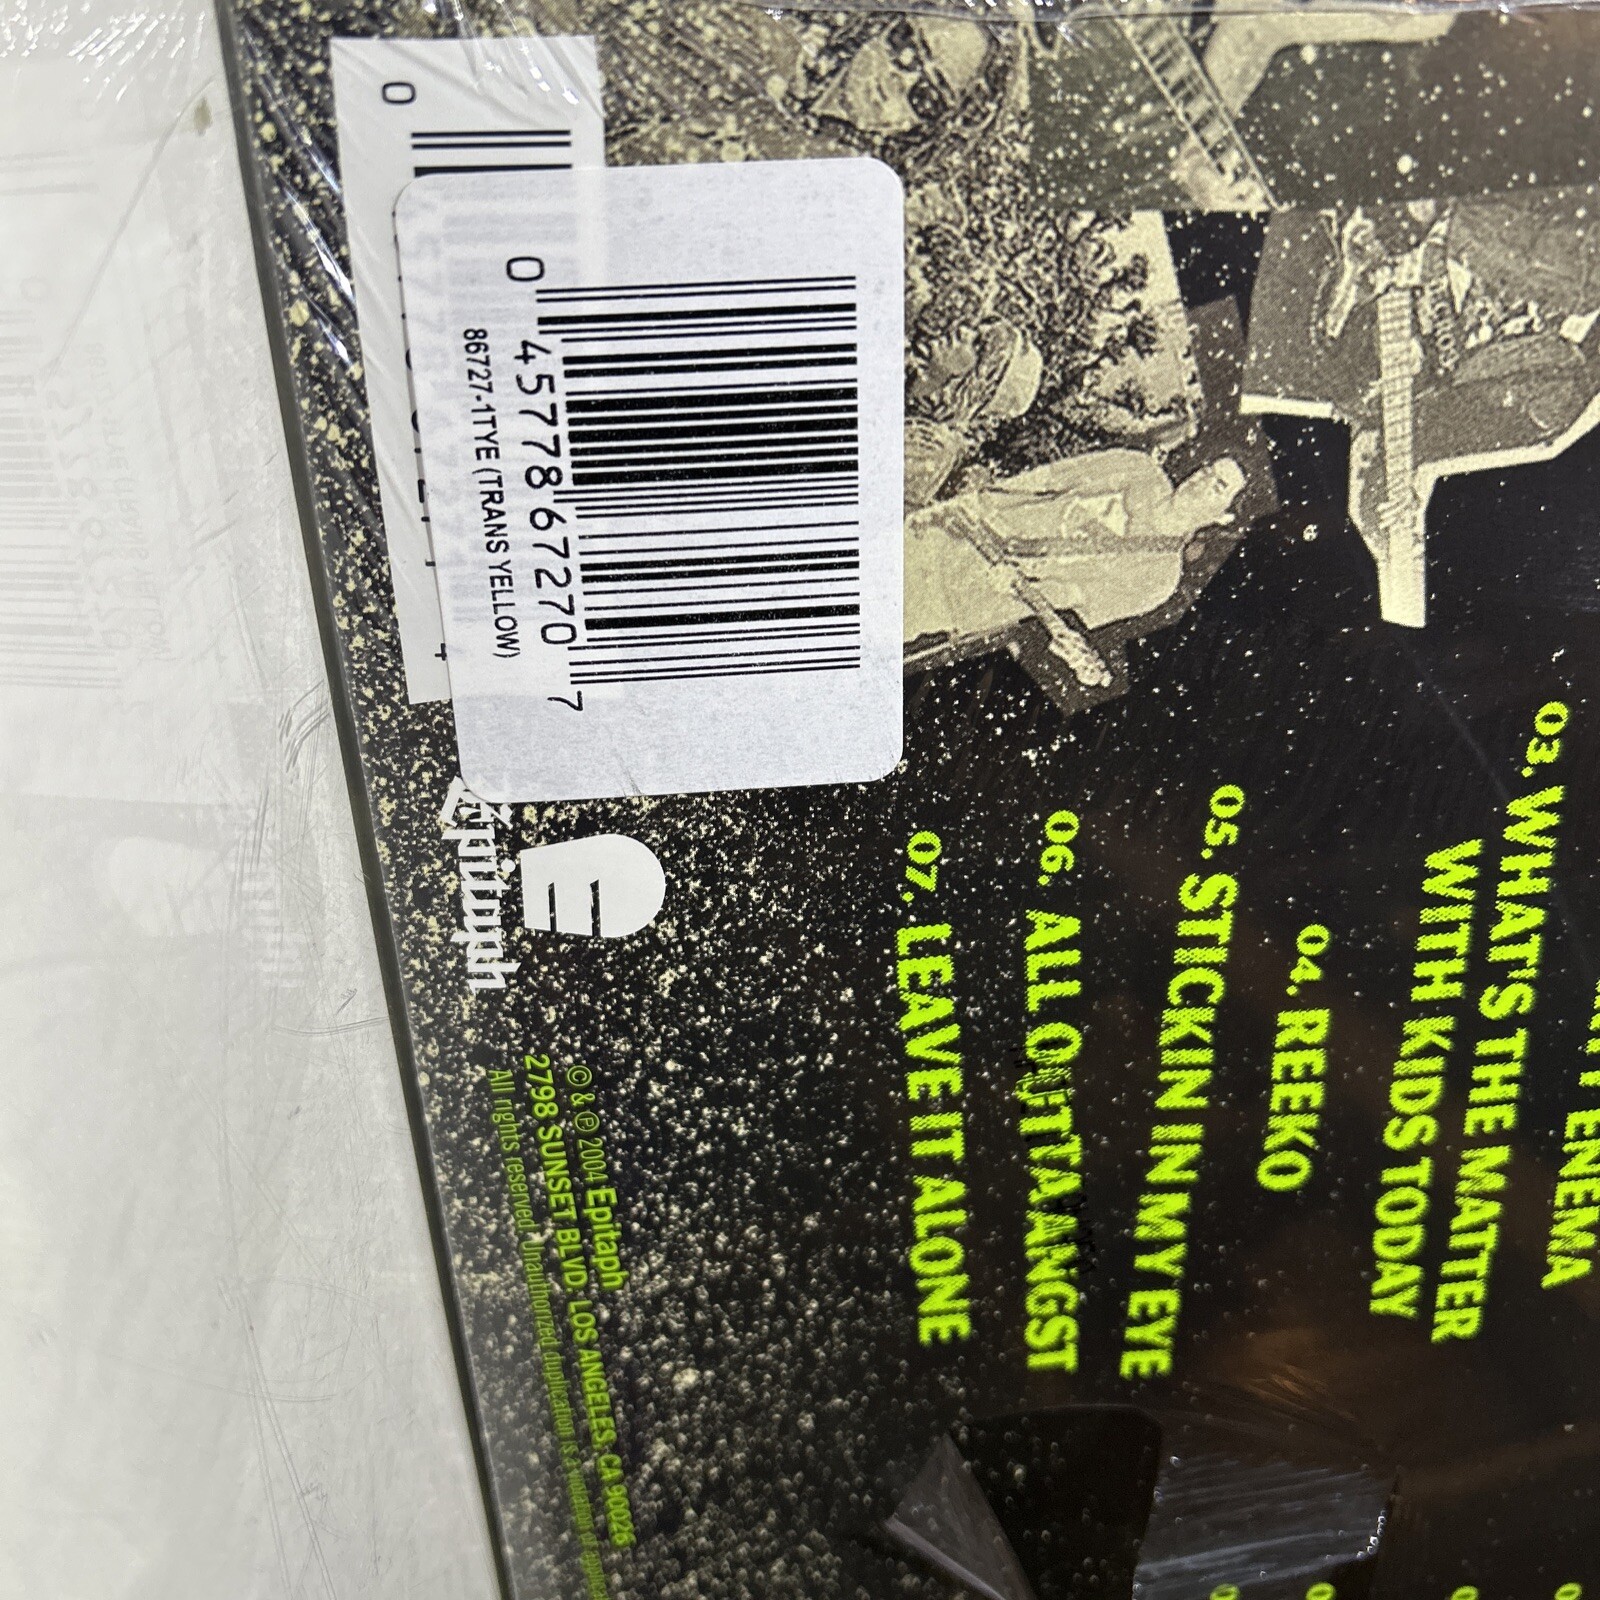 0 45778 67270 7
86727-1TYE (TRANS YELLOW)
0
4
Epitaph
03. WHAT'S THE MATTER
WITH KIDS TODAY
04. REEKO
05. STICKIN IN MY EYE
06. ALL OUTTA ANGST
07. LEAVE IT ALONE
ENEMA
© & ℗ 2004 Epitaph
2798 SUNSET BLVD. LOS ANGELES, CA 90026
All rights reserved. Unauthorized duplication is a violation of